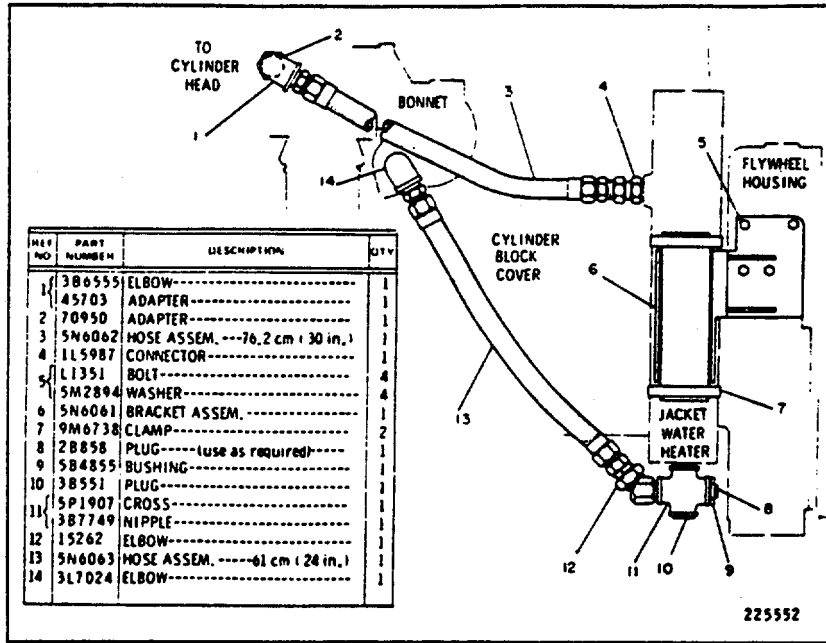 TO
CYLINDER
HEAD
2
1
BONNET
3
4
5
FLYWHEEL
HOUSING
14
CYLINDER
BLOCK
COVER
6
13
7
JACKET
WATER
HEATER
8
12
11
10
9
REF NO PART NUMBER DESCRIPTION QTY
1 3B6555 ELBOW 1
45703 ADAPTER 1
2 70950 ADAPTER 1
3 5N6062 HOSE ASSEM. ---76.2 cm (30 in.) 1
4 1L5987 CONNECTOR 1
5 L1351 BOLT 4
5M2894 WASHER 4
6 5N6061 BRACKET ASSEM. 1
7 9M6738 CLAMP 2
8 2B858 PLUG ----(use as required)---- 1
9 5B4855 BUSHING 1
10 3B551 PLUG 1
11 5P1907 CROSS 1
3B7749 NIPPLE 1
12 15262 ELBOW 1
13 5N6063 HOSE ASSEM. -----61 cm (24 in.) 1
14 3L7024 ELBOW 1
225552